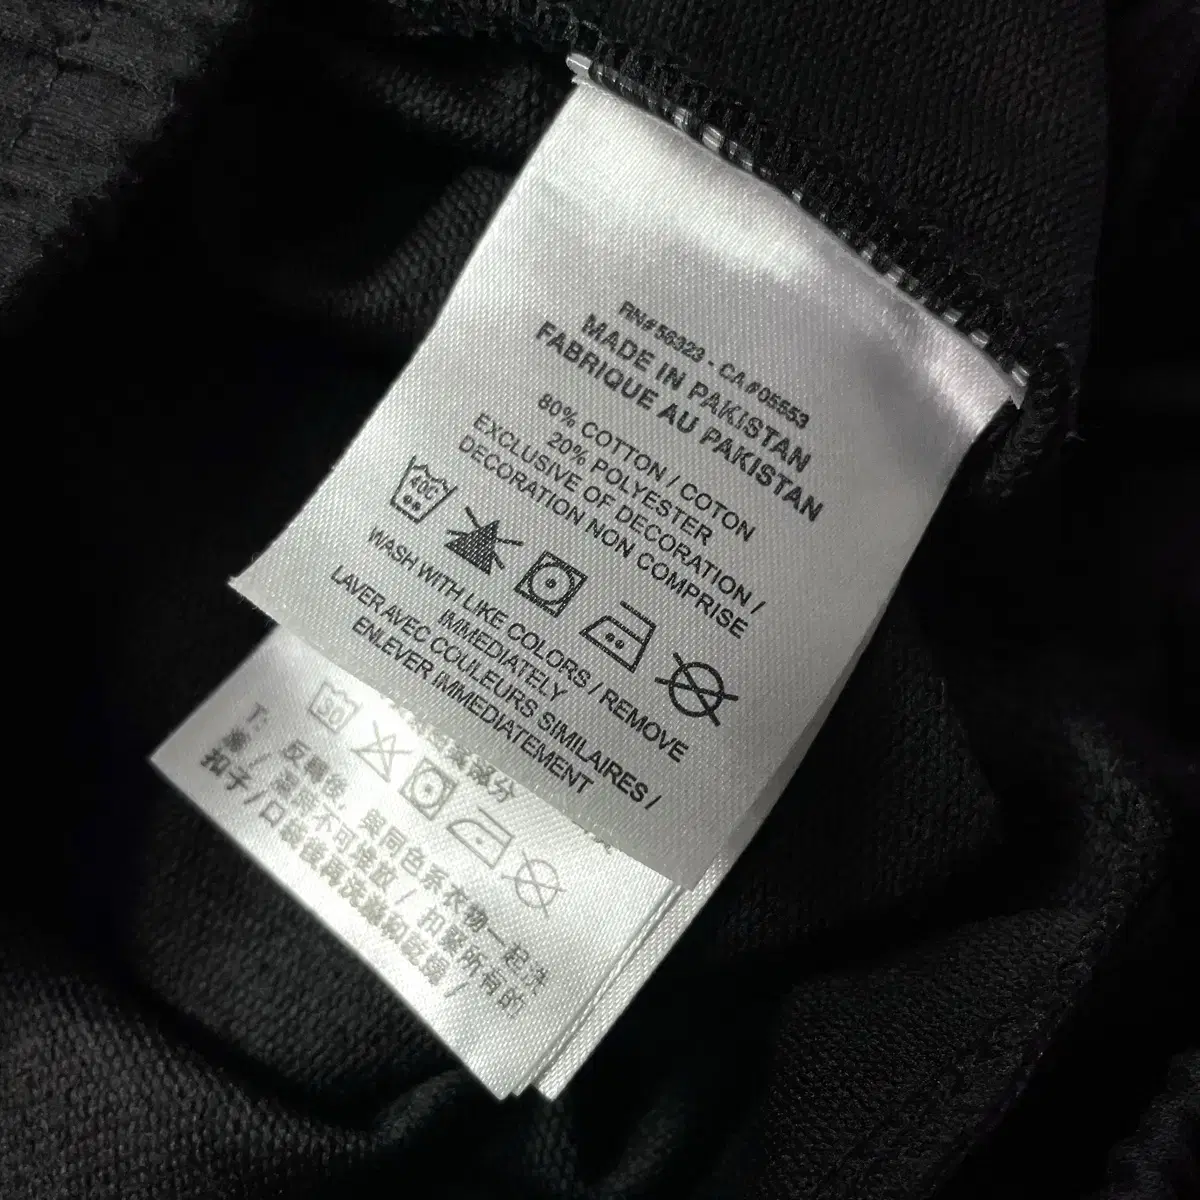 RN# 56323 - CA# 05553
MADE IN PAKISTAN
FABRIQUE AU PAKISTAN
80% COTTON / COTON
20% POLYESTER
EXCLUSIVE OF DECORATION /
DECORATION NON COMPRISE
40C
WASH WITH LIKE COLORS / REMOVE
IMMEDIATELY
LAVER AVEC COULEURS SIMILAIRES /
ENLEVER IMMEDIATEMENT
部分
30
反轉後, 與同色系衣物一起洗
/ 濕時不可堆放 / 扣緊所有的
扣子/口袋後再洗滌和乾燥 /